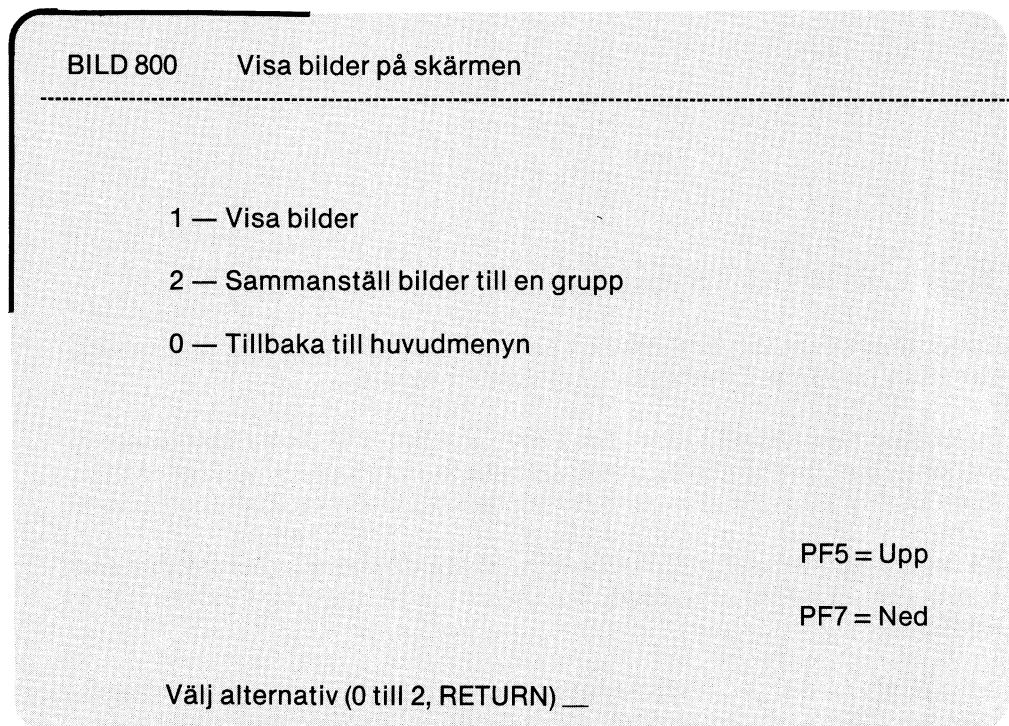 BILD 800 Visa bilder på skärmen
1 — Visa bilder
2 — Sammanställ bilder till en grupp
0 — Tillbaka till huvudmenyn
PF5 = Upp
PF7 = Ned
Välj alternativ (0 till 2, RETURN) __